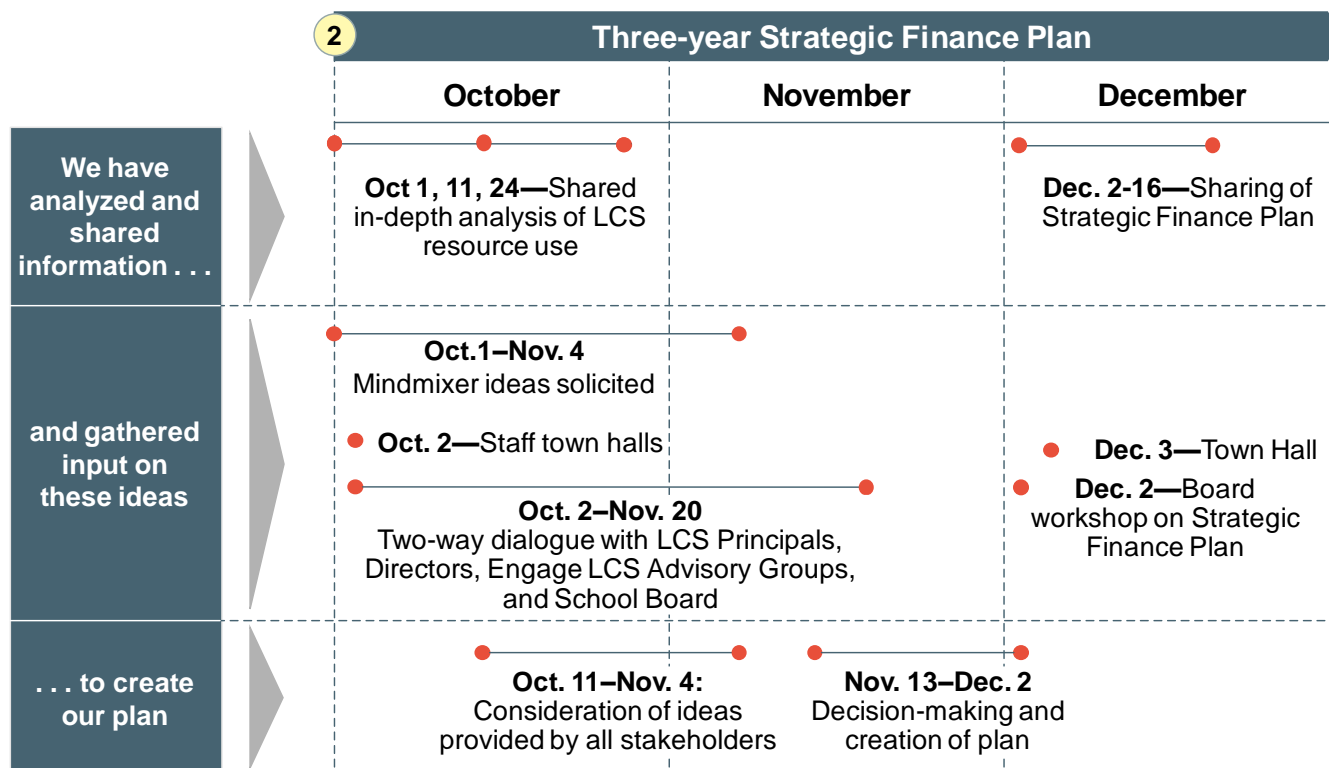 2
Three-year Strategic Finance Plan
October
November
December
We have
analyzed and
shared
information . . .
Oct 1, 11, 24—Shared
in-depth analysis of LCS
resource use
Dec. 2-16—Sharing of
Strategic Finance Plan
and gathered
input on
these ideas
Oct.1–Nov. 4
Mindmixer ideas solicited
Oct. 2—Staff town halls
Oct. 2–Nov. 20
Two-way dialogue with LCS Principals,
Directors, Engage LCS Advisory Groups,
and School Board
Dec. 3—Town Hall
Dec. 2—Board
workshop on Strategic
Finance Plan
. . . to create
our plan
Oct. 11–Nov. 4:
Consideration of ideas
provided by all stakeholders
Nov. 13–Dec. 2
Decision-making and
creation of plan